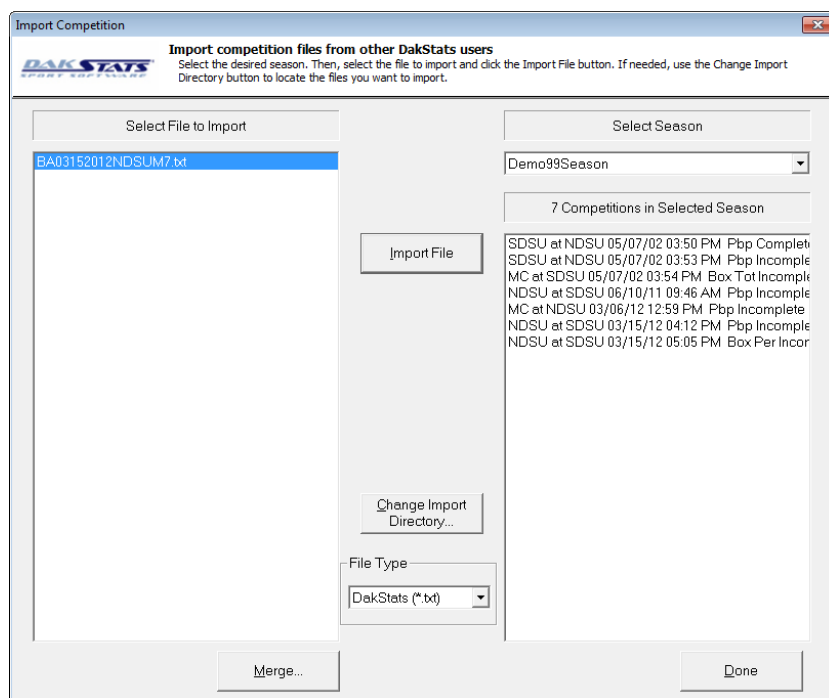 Import Competition
DAKSTATS
SPORT SOFTWARE
Import competition files from other DakStats users
Select the desired season. Then, select the file to import and click the Import File button. If needed, use the Change Import
Directory button to locate the files you want to import.
Select File to Import
BA03152012NDSUM7.txt
Import File
Change Import
Directory...
File Type
DakStats (*.txt)
Merge...
Select Season
Demo99Season
7 Competitions in Selected Season
SDSU at NDSU 05/07/02 03:50 PM Pbp Complet
SDSU at NDSU 05/07/02 03:53 PM Pbp Incomple
MC at SDSU 05/07/02 03:54 PM Box Tot Incomple
NDSU at SDSU 06/10/11 09:46 AM Pbp Incomple
MC at NDSU 03/06/12 12:59 PM Pbp Incomplete
NDSU at SDSU 03/15/12 04:12 PM Pbp Incomple
NDSU at SDSU 03/15/12 05:05 PM Box Per Incor
Done